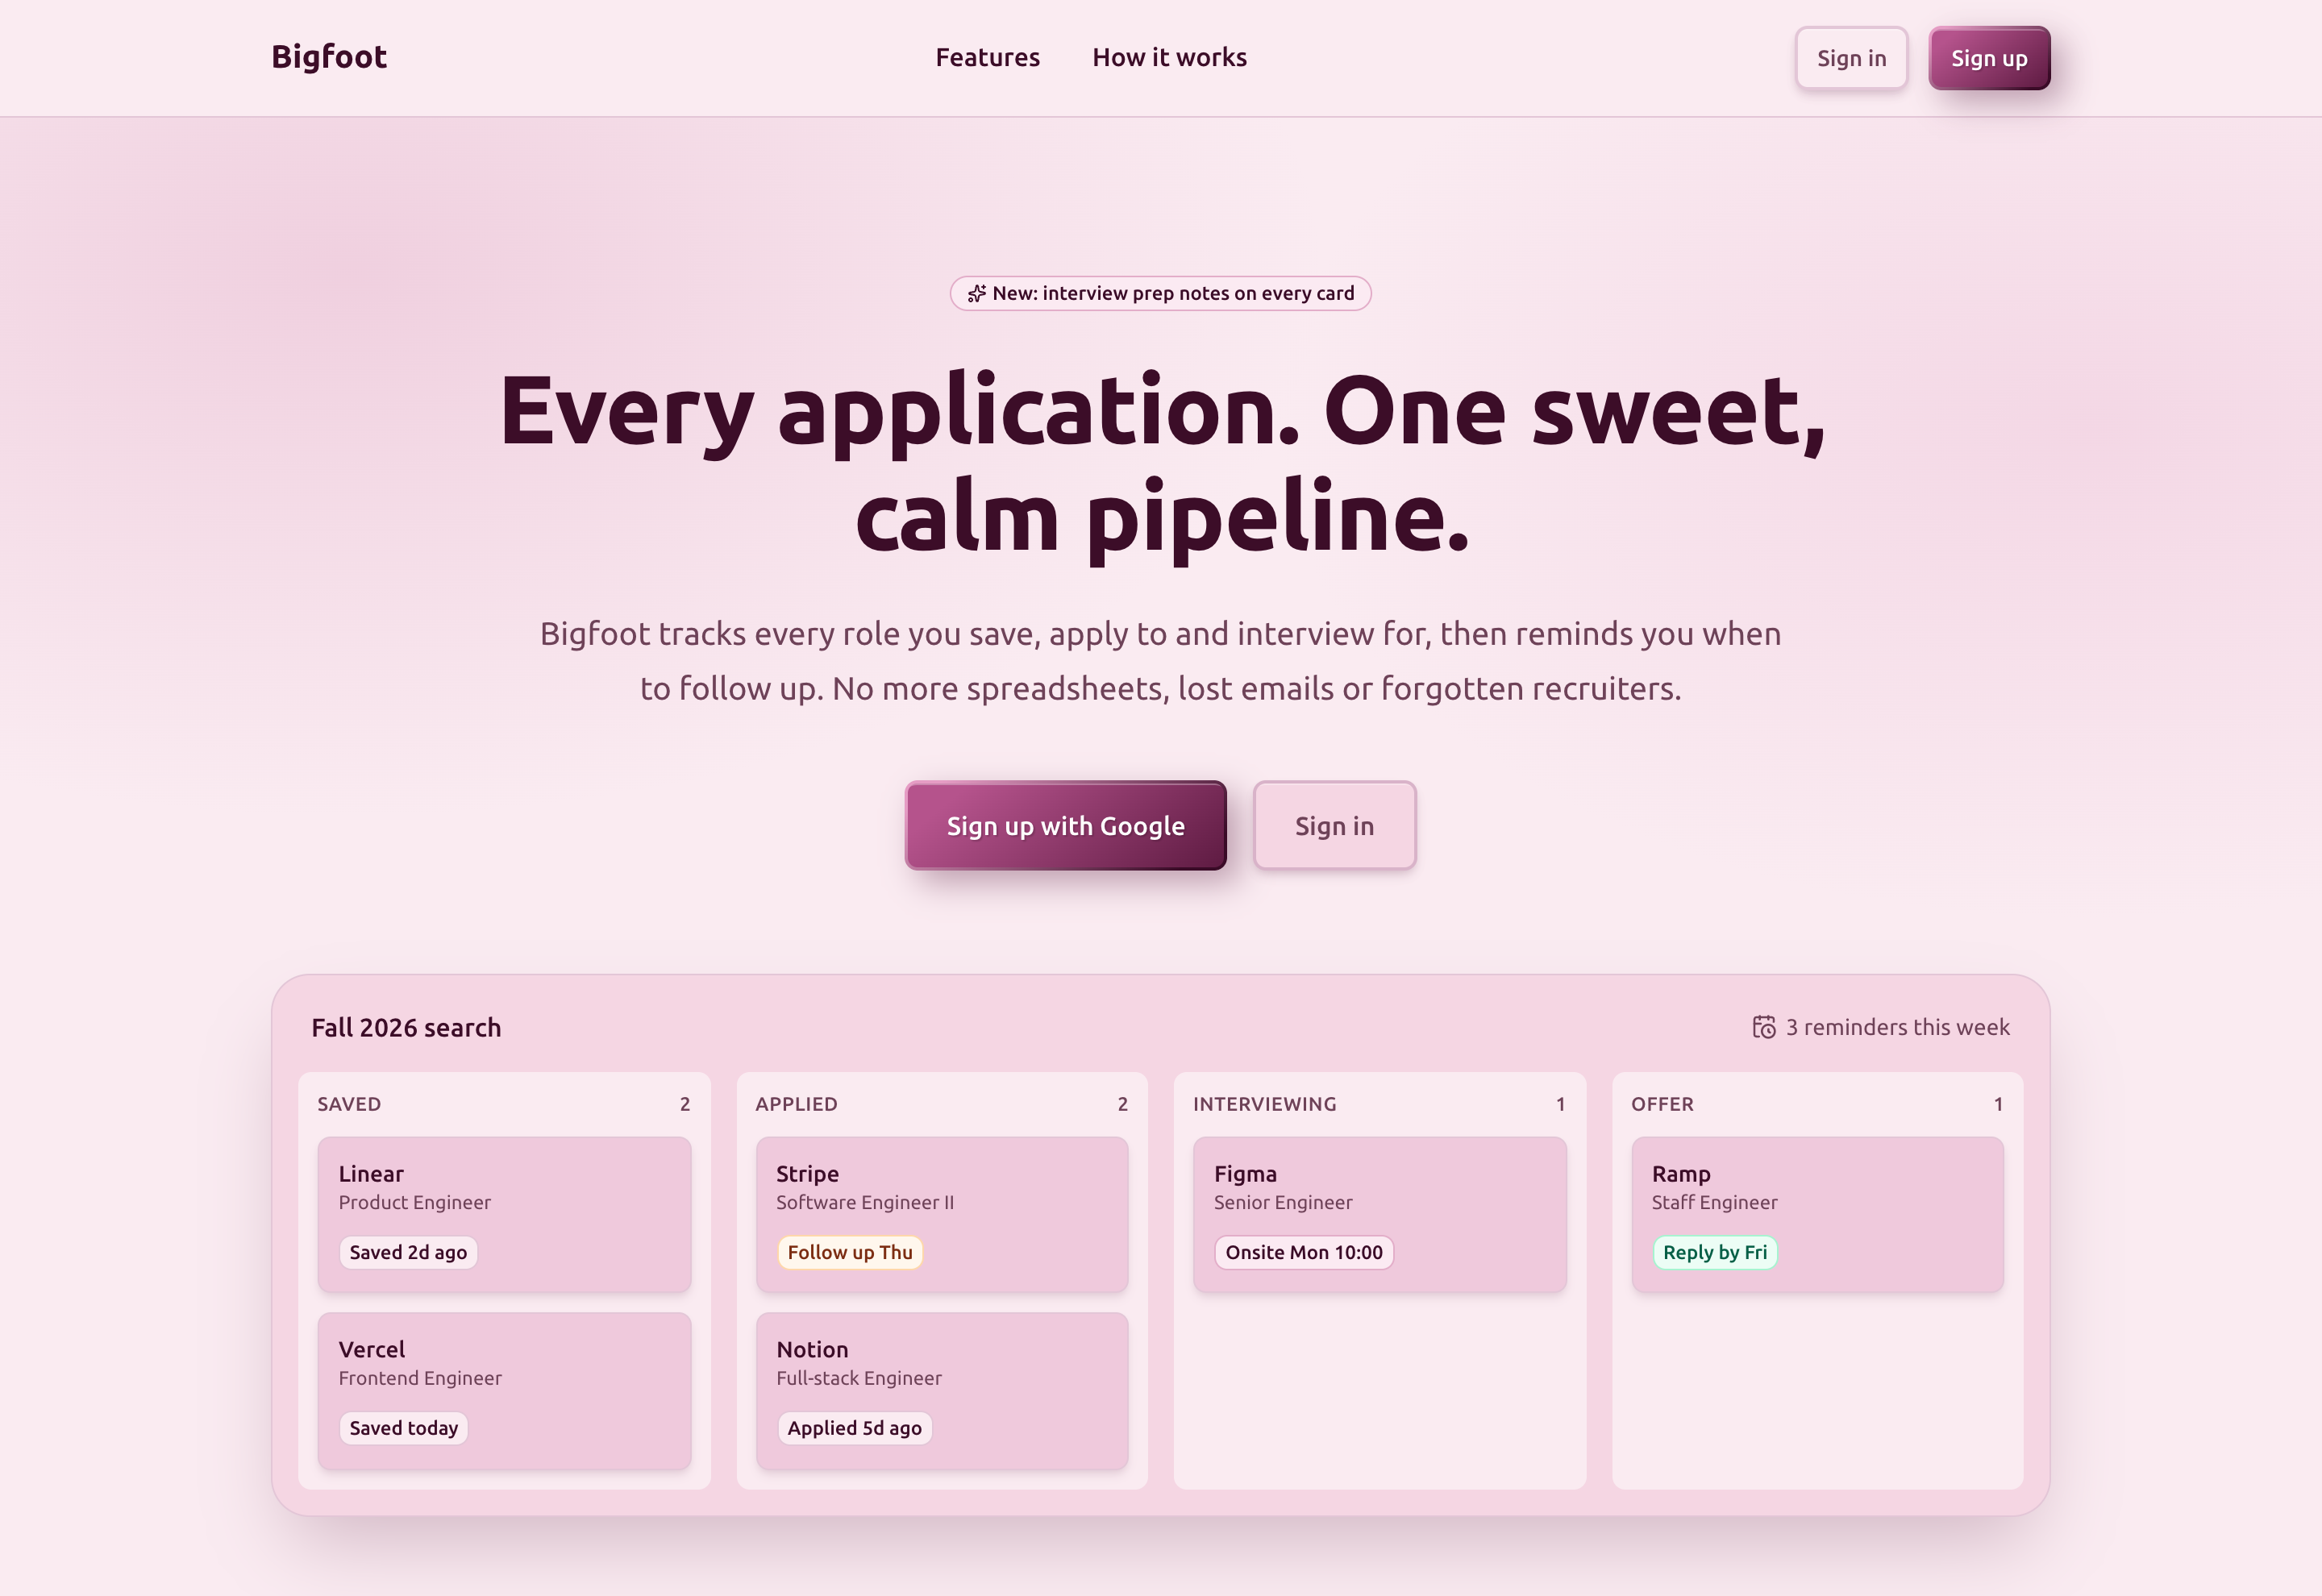 Bigfoot
Features
How it works
Sign in
Sign up
New: interview prep notes on every card
Every application. One sweet,
calm pipeline.
Bigfoot tracks every role you save, apply to and interview for, then reminds you when
to follow up. No more spreadsheets, lost emails or forgotten recruiters.
Sign up with Google
Sign in
Fall 2026 search
3 reminders this week
SAVED
2
Linear
Product Engineer
Saved 2d ago
Vercel
Frontend Engineer
Saved today
APPLIED
2
Stripe
Software Engineer II
Follow up Thu
Notion
Full-stack Engineer
Applied 5d ago
INTERVIEWING
1
Figma
Senior Engineer
Onsite Mon 10:00
OFFER
1
Ramp
Staff Engineer
Reply by Fri